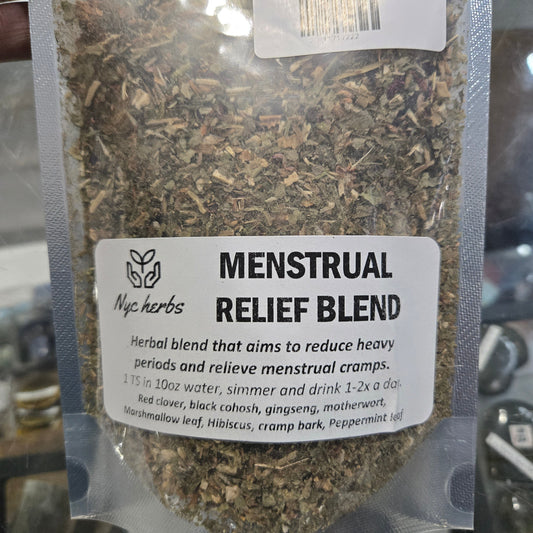 Nyc herbs
MENSTRUAL
RELIEF BLEND
Herbal blend that aims to reduce heavy
periods and relieve menstrual cramps.
1 TS in 10oz water, simmer and drink 1-2x a day.
Red clover, black cohosh, gingseng, motherwort,
Marshmallow leaf, Hibiscus, cramp bark, Peppermint leaf